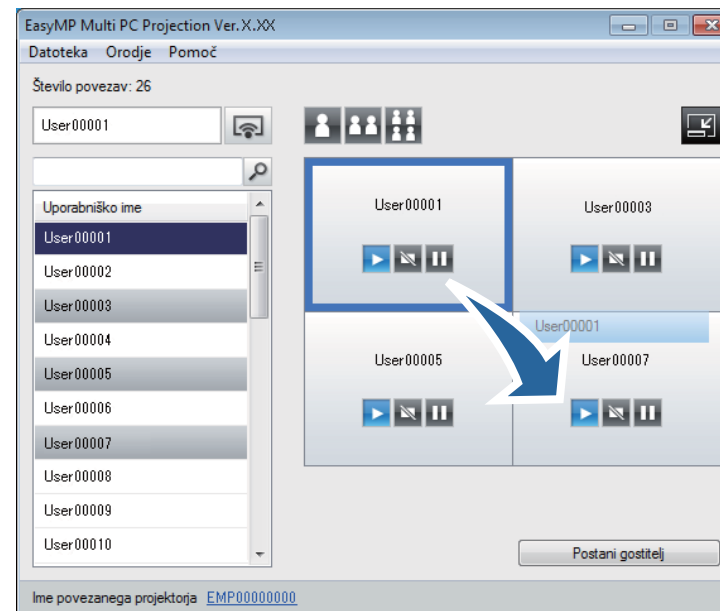 EasyMP Multi PC Projection Ver.X.XX
Datoteka Orodje Pomoč
Število povezav: 26
User00001
Uporabniško ime
User00001
User00002
User00003
User00004
User00005
User00006
User00007
User00008
User00009
User00010
User00001
User00003
User00001
User00005
User00007
Postani gostitelj
Ime povezanega projektorja EMP00000000